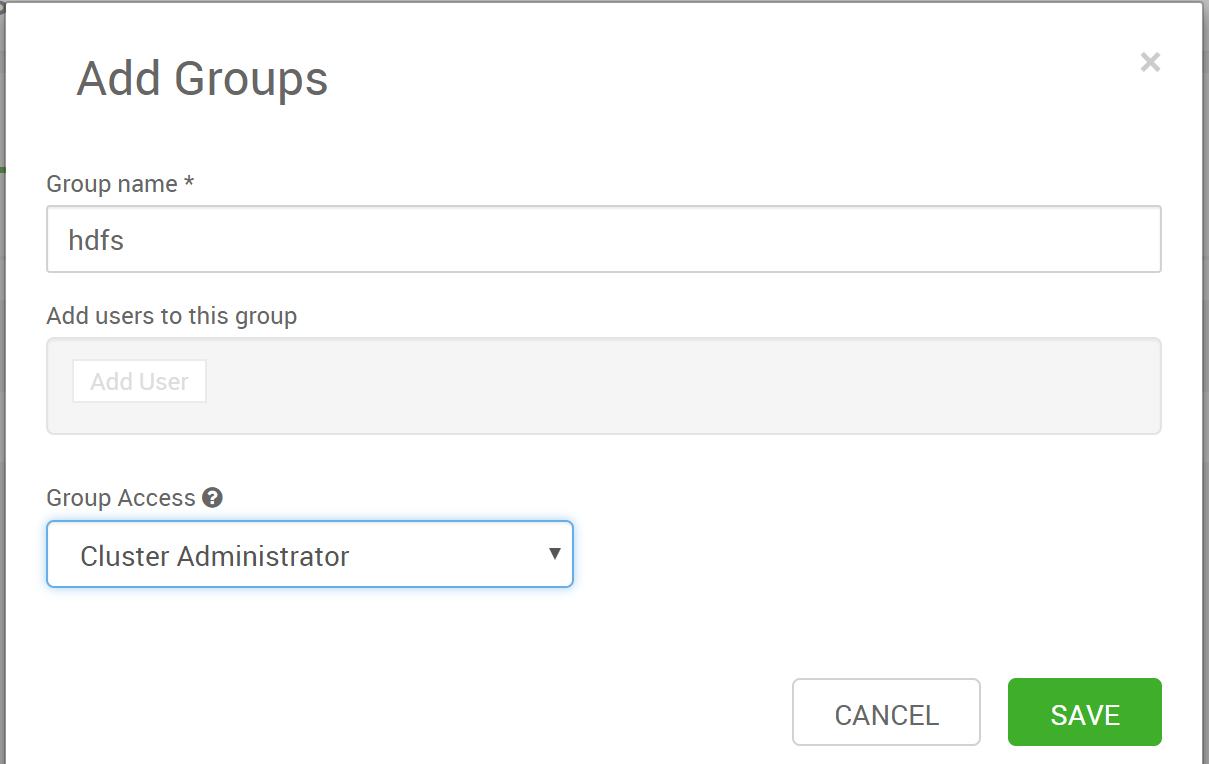 Add Groups
×
Group name *
hdfs
Add users to this group
Add User
Group Access ?
Cluster Administrator
CANCEL
SAVE